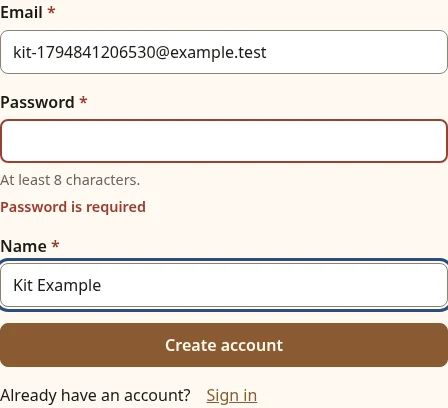 Email *
kit-1794841206530@example.test
Password *
At least 8 characters.
Password is required
Name *
Kit Example
Create account
Already have an account? Sign in